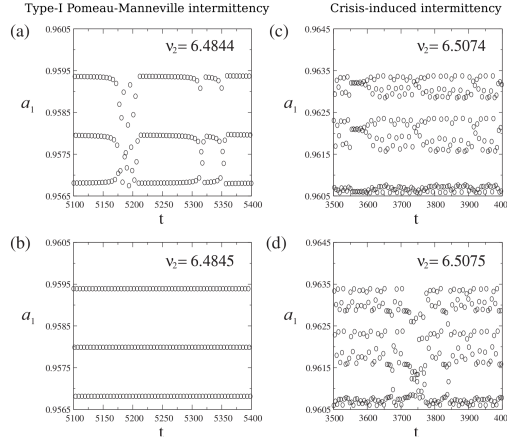 Type-I Pomeau-Manneville intermittency
Crisis-induced intermittency
(a)
ν2= 6.4844
a1
0.9605
0.9595
0.9585
0.9575
0.9565
5100 5150 5200 5250 5300 5350 5400
t
(c)
ν2= 6.5074
a1
0.9645
0.9635
0.9625
0.9615
0.9605
3500 3600 3700 3800 3900 400
t
(b)
ν2= 6.4845
a1
0.9605
0.9595
0.9585
0.9575
0.9565
5100 5150 5200 5250 5300 5350 5400
t
(d)
ν2= 6.5075
a1
0.9645
0.9635
0.9625
0.9615
0.9605
3500 3600 3700 3800 3900 400
t